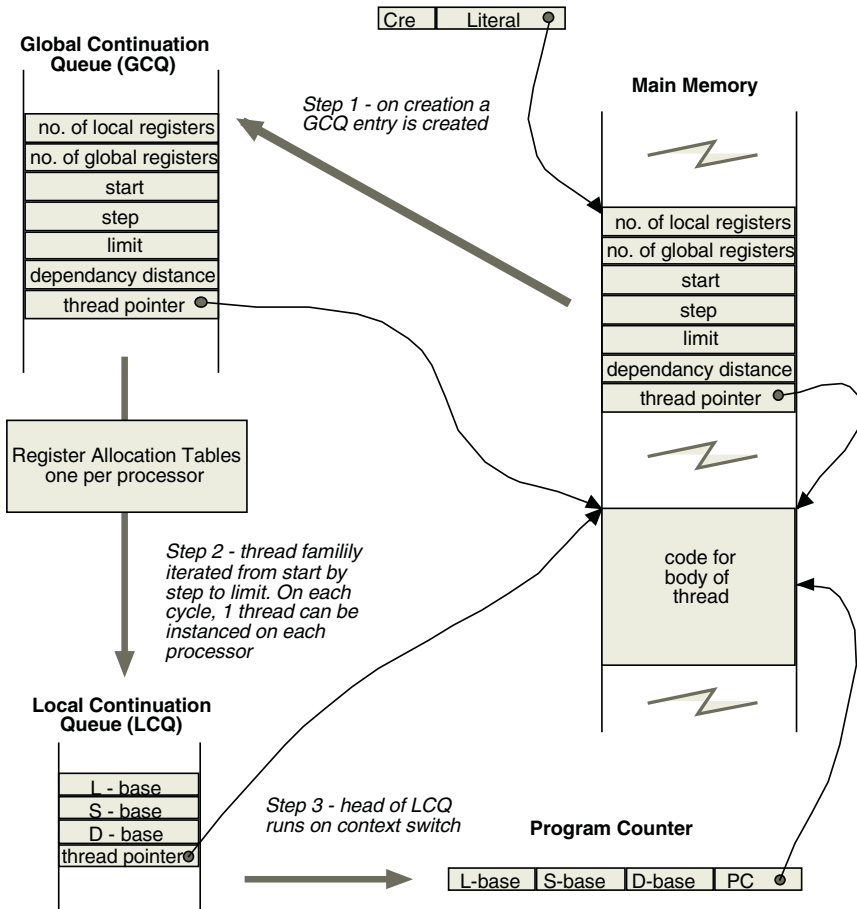 Cre Literal
Global Continuation
Queue (GCQ)
Step 1 - on creation a
GCQ entry is created
Main Memory
no. of local registers
no. of global registers
start
step
limit
dependancy distance
thread pointer
no. of local registers
no. of global registers
start
step
limit
dependancy distance
thread pointer
Register Allocation Tables
one per processor
Step 2 - thread familily
iterated from start by
step to limit. On each
cycle, 1 thread can be
instanced on each
processor
code for
body of
thread
Local Continuation
Queue (LCQ)
L - base
S - base
D - base
thread pointer
Step 3 - head of LCQ
runs on context switch
Program Counter
L-base S-base D-base PC